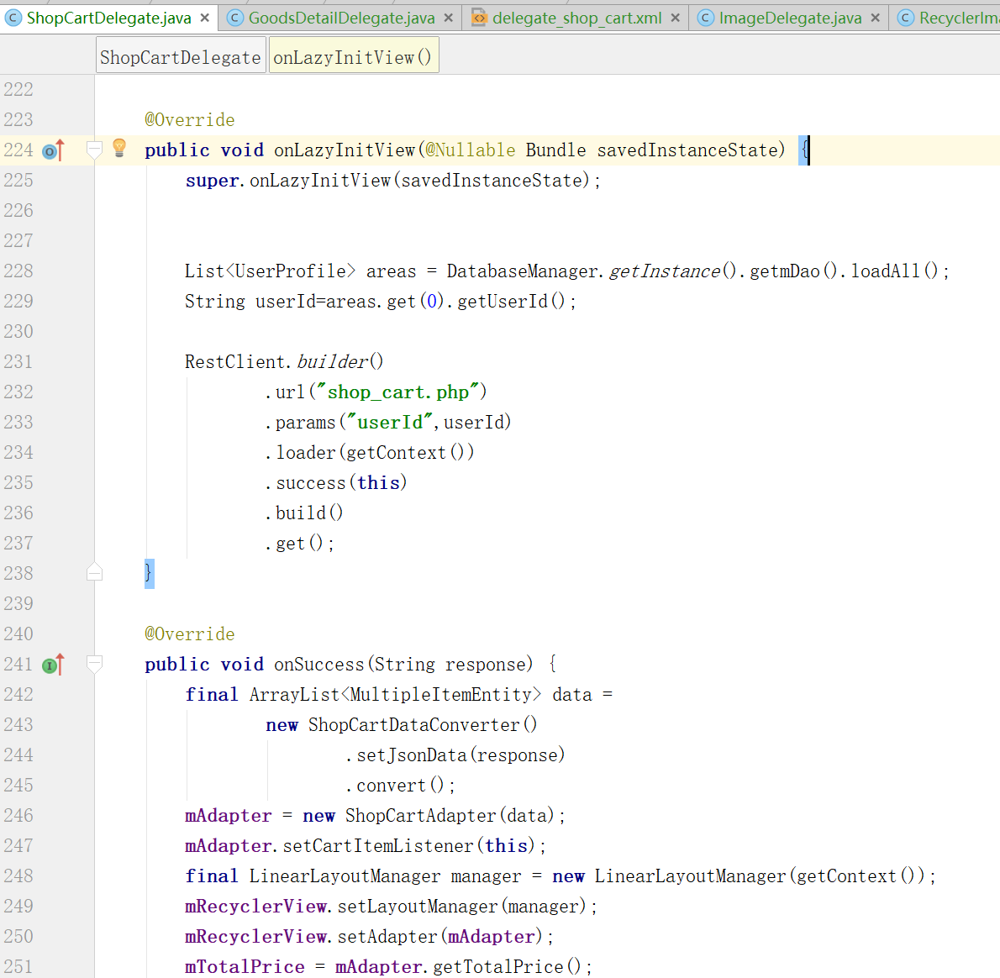 ShopCartDelegate.java × GoodsDetailDelegate.java × delegate_shop_cart.xml × ImageDelegate.java × RecyclerIm
ShopCartDelegate onLazyInitView()
222
223 @Override
224 public void onLazyInitView(@Nullable Bundle savedInstanceState) {
225 super.onLazyInitView(savedInstanceState);
226
227
228 List<UserProfile> areas = DatabaseManager.getInstance().getmDao().loadAll();
229 String userId=areas.get(0).getUserId();
230
231 RestClient.builder()
232 .url("shop_cart.php")
233 .params("userId",userId)
234 .loader(getContext())
235 .success(this)
236 .build()
237 .get();
238 }
239
240 @Override
241 public void onSuccess(String response) {
242 final ArrayList<MultipleItemEntity> data =
243 new ShopCartDataConverter()
244 .setJsonData(response)
245 .convert();
246 mAdapter = new ShopCartAdapter(data);
247 mAdapter.setCartItemListener(this);
248 final LinearLayoutManager manager = new LinearLayoutManager(getContext());
249 mRecyclerView.setLayoutManager(manager);
250 mRecyclerView.setAdapter(mAdapter);
251 mTotalPrice = mAdapter.getTotalPrice();